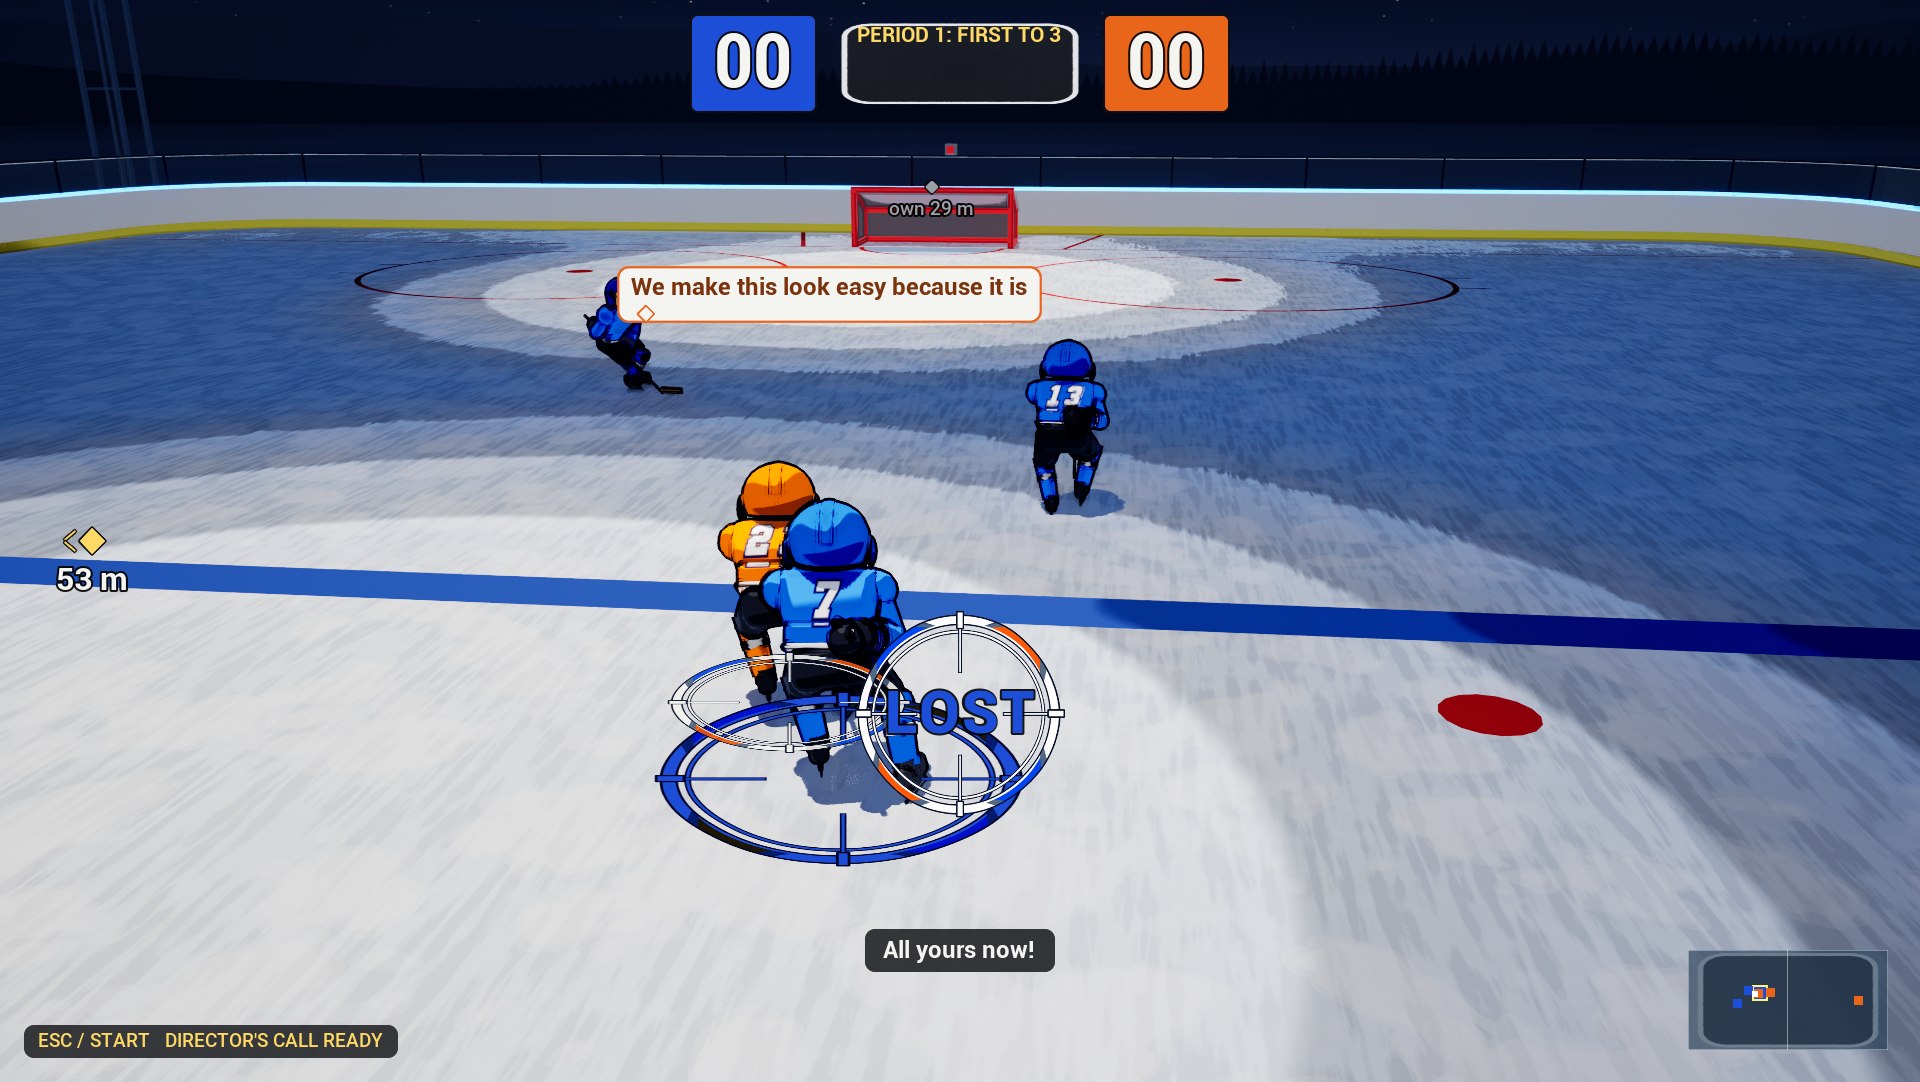 00
PERIOD 1: FIRST TO 3
00
own 29 m
We make this look easy because it is
13
2
7
53 m
LOST
All yours now!
ESC / START DIRECTOR'S CALL READY